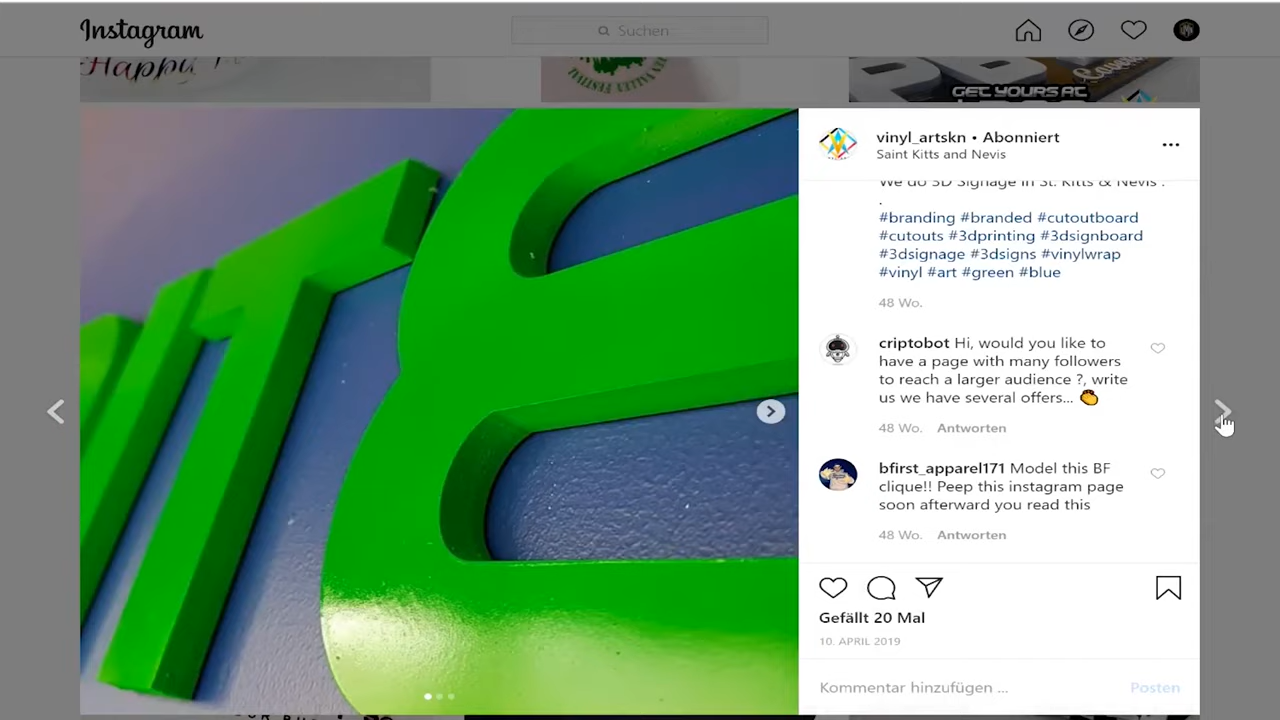 Instagram
Suchen
Happy
VALLEY FESTIVAL
GET YOURS AT
vinyl_artskn • Abonniert
Saint Kitts and Nevis
We do 3D Signage in St. Kitts & Nevis .
.
#branding #branded #cutoutboard
#cutouts #3dprinting #3dsignboard
#3dsignage #3dsigns #vinylwrap
#vinyl #art #green #blue
48 Wo.
criptobot Hi, would you like to
have a page with many followers
to reach a larger audience ?, write
us we have several offers... 👏
48 Wo. Antworten
bfirst_apparel171 Model this BF
clique!! Peep this instagram page
soon afterward you read this
48 Wo. Antworten
Gefällt 20 Mal
10. APRIL 2019
Kommentar hinzufügen ...
Posten